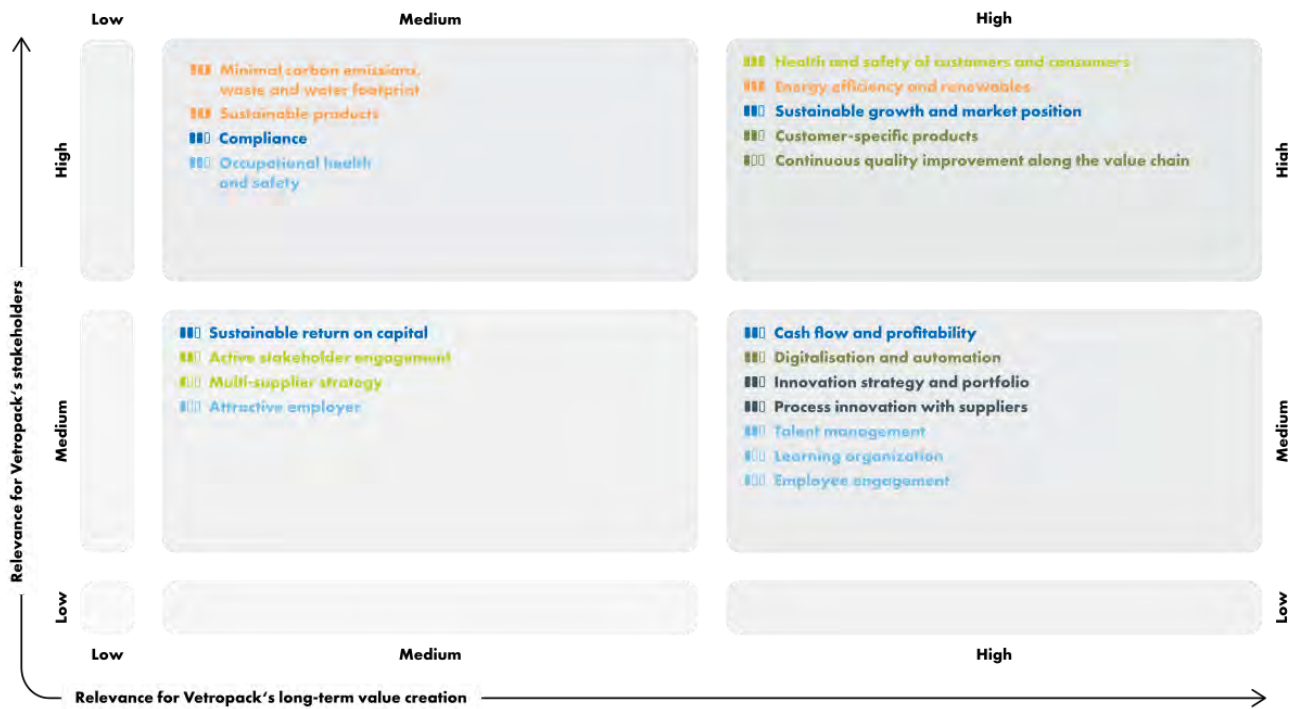 Low
Medium
High
Relevance for Vetropack's stakeholders
High
Minimal carbon emissions,
waste and water footprint
Sustainable products
Compliance
Occupational health
and safety
Health and safety of customers and consumers
Energy efficiency and renewables
Sustainable growth and market position
Customer-specific products
Continuous quality improvement along the value chain
High
Medium
Sustainable return on capital
Active stakeholder engagement
Multi-supplier strategy
Attractive employer
Cash flow and profitability
Digitalisation and automation
Innovation strategy and portfolio
Process innovation with suppliers
Talent management
Learning organization
Employee engagement
Medium
Low
Low
Low
Medium
High
Relevance for Vetropack's long-term value creation